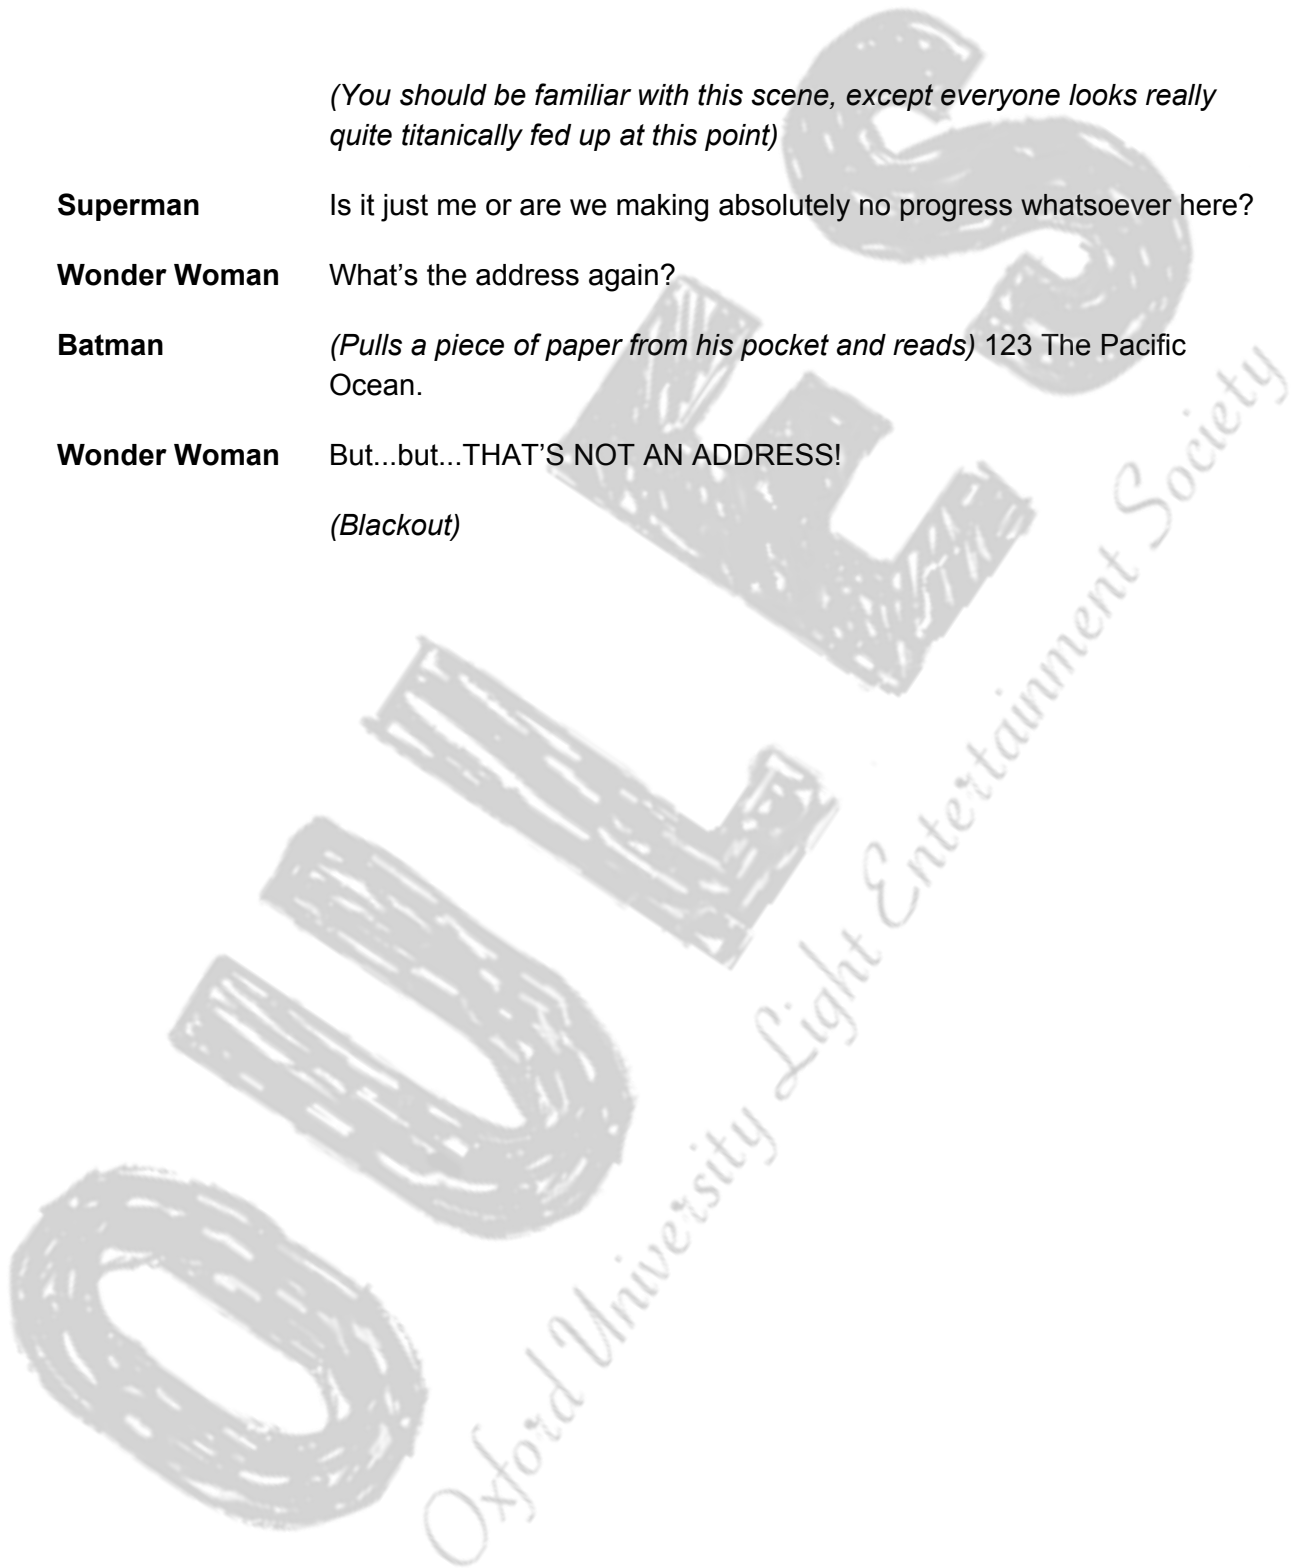 (You should be familiar with this scene, except everyone looks really
quite titanically fed up at this point)
Superman Is it just me or are we making absolutely no progress whatsoever here?
Wonder Woman What's the address again?
Batman (Pulls a piece of paper from his pocket and reads) 123 The Pacific
Ocean.
Wonder Woman But...but...THAT'S NOT AN ADDRESS!
(Blackout)
OULES
Oxford University Light Entertainment Society